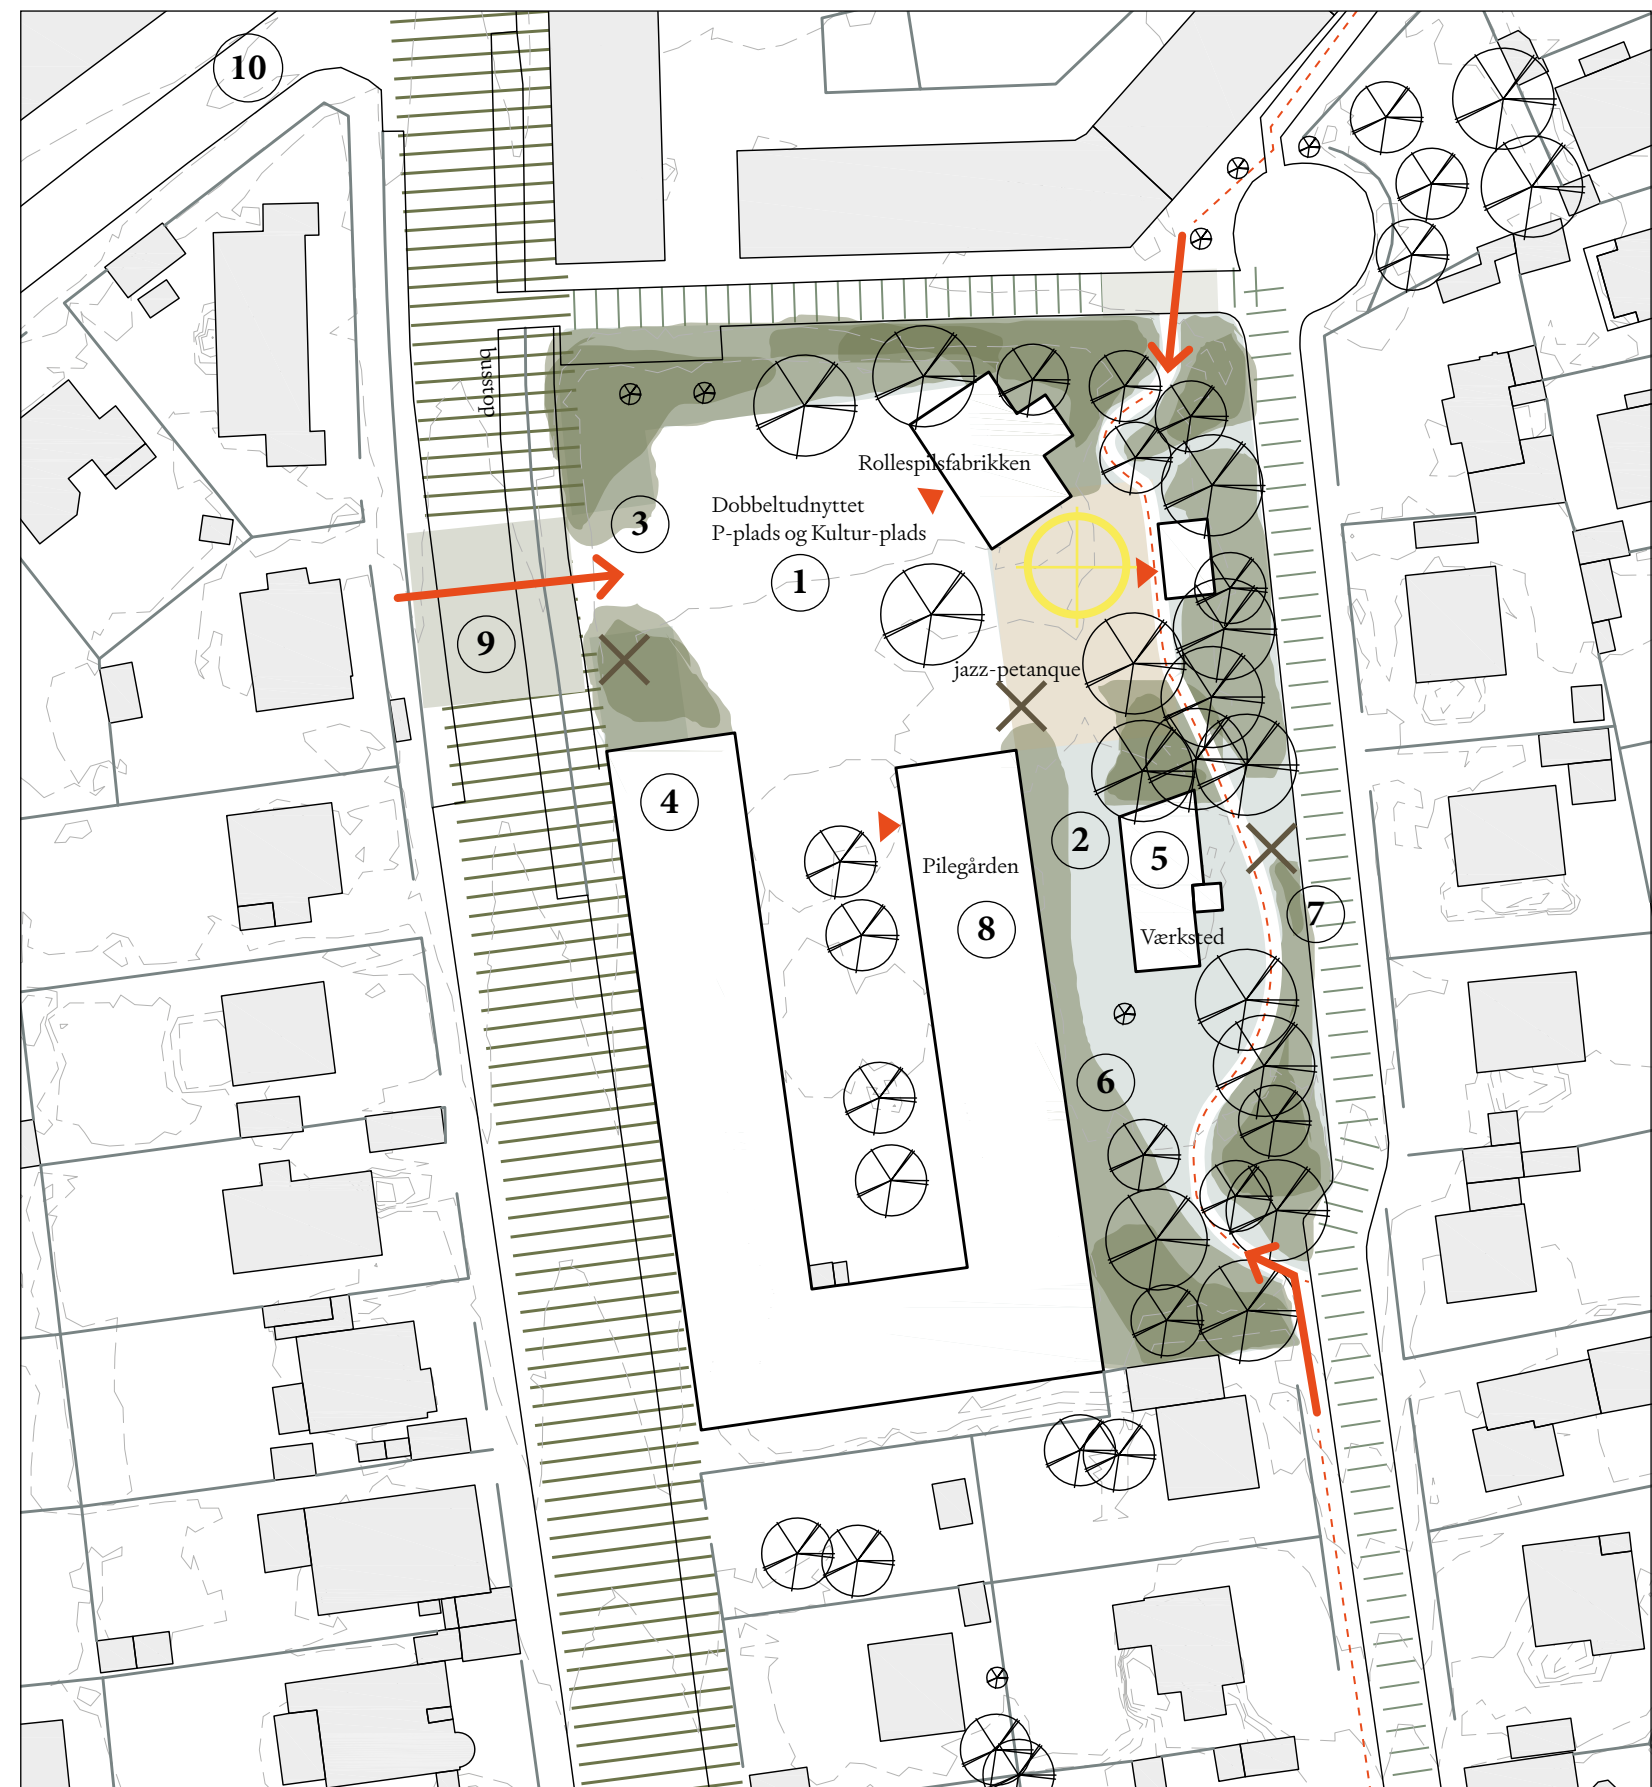 10
busstop
Rollespilsfabrikken
3
Dobbeltudnyttet
P-plads og Kultur-plads
1
9
jazz-petanque
4
2
5
Pilegården
7
8
Værksted
6